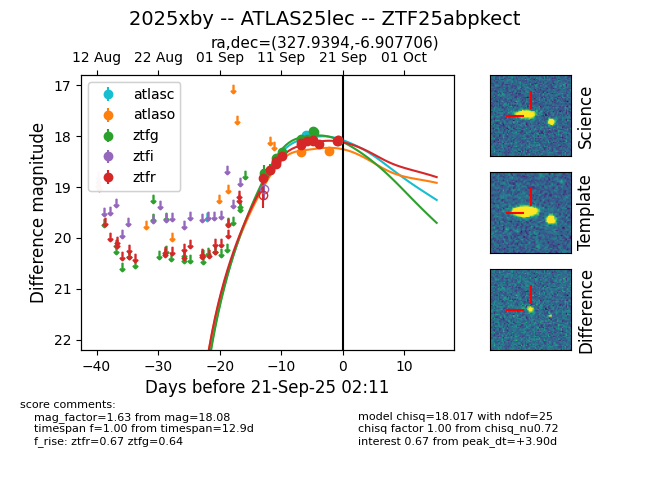 2025xby -- ATLAS25lec -- ZTF25abpkect
ra,dec=(327.9394,-6.907706)
12 Aug 22 Aug 01 Sep 11 Sep 21 Sep 01 Oct
atlasc
atlaso
ztfg
ztfi
ztfr
17
18
19
20
21
22
Difference magnitude
−40 −30 −20 −10 0 10
Days before 21-Sep-25 02:11
Science
Template
Difference
score comments:
mag_factor=1.63 from mag=18.08
timespan f=1.00 from timespan=12.9d
f_rise: ztfr=0.67 ztfg=0.64
model chisq=18.017 with ndof=25
chisq factor 1.00 from chisq_nu0.72
interest 0.67 from peak_dt=+3.90d